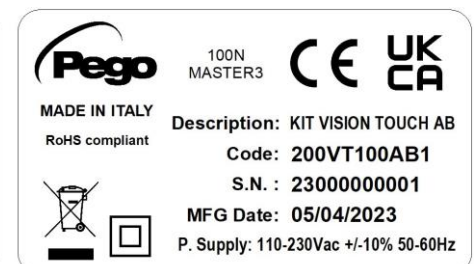 Pego
100N
MASTER3
CE
UK
CA
MADE IN ITALY
RoHS compliant
Description: KIT VISION TOUCH AB
Code: 200VT100AB1
S.N. : 23000000001
MFG Date: 05/04/2023
P. Supply: 110-230Vac +/-10% 50-60Hz